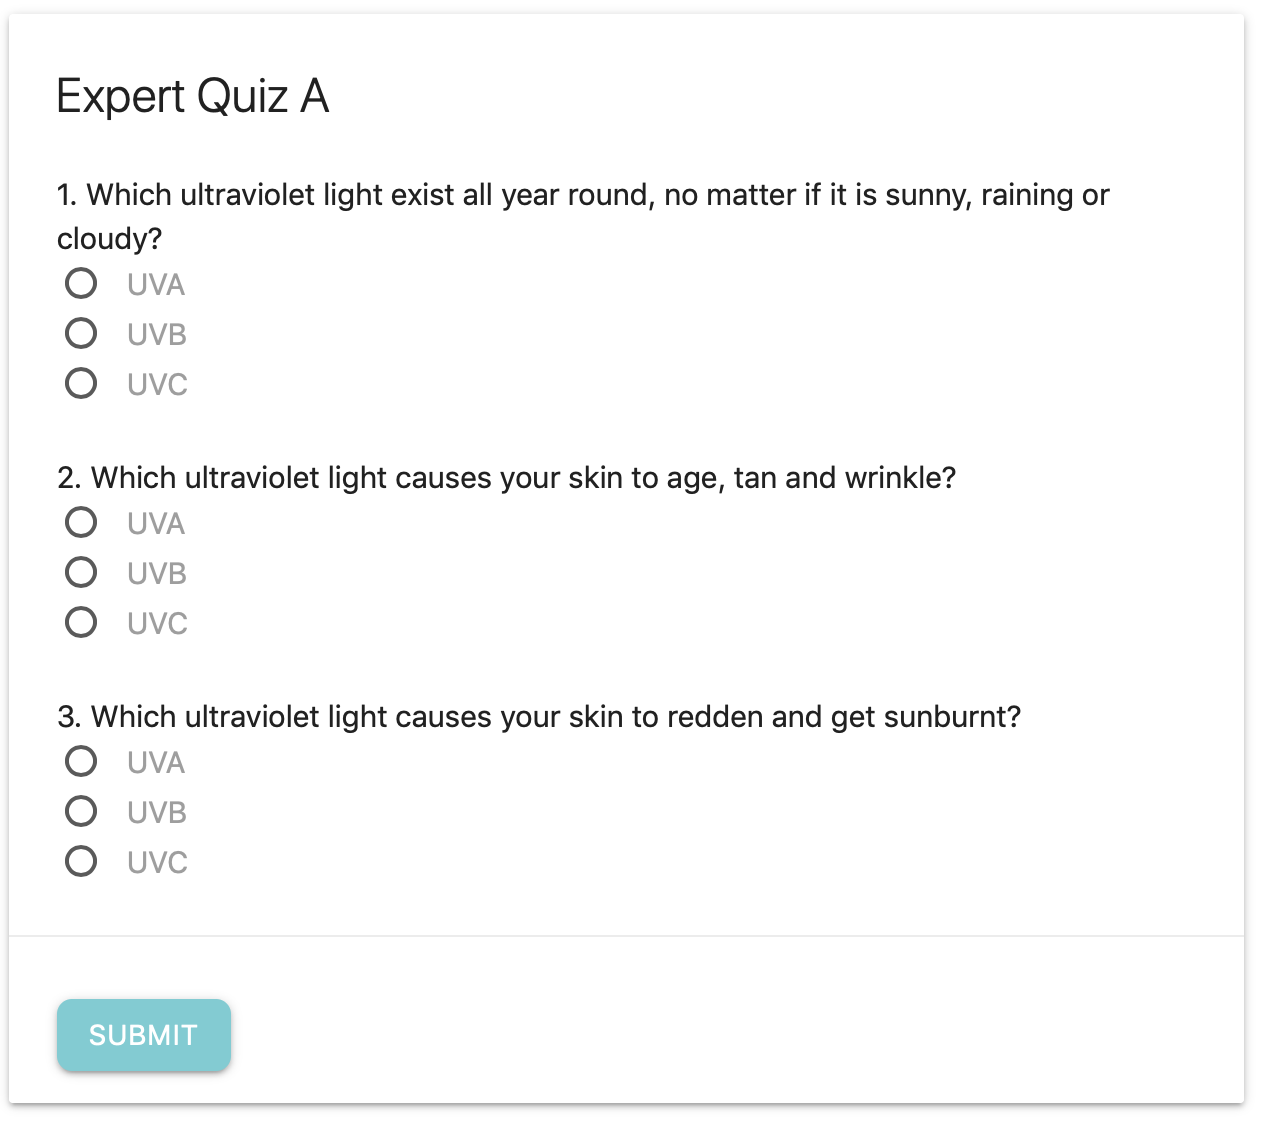 Expert Quiz A
1. Which ultraviolet light exist all year round, no matter if it is sunny, raining or
cloudy?
UVA
UVB
UVC
2. Which ultraviolet light causes your skin to age, tan and wrinkle?
UVA
UVB
UVC
3. Which ultraviolet light causes your skin to redden and get sunburnt?
UVA
UVB
UVC
SUBMIT